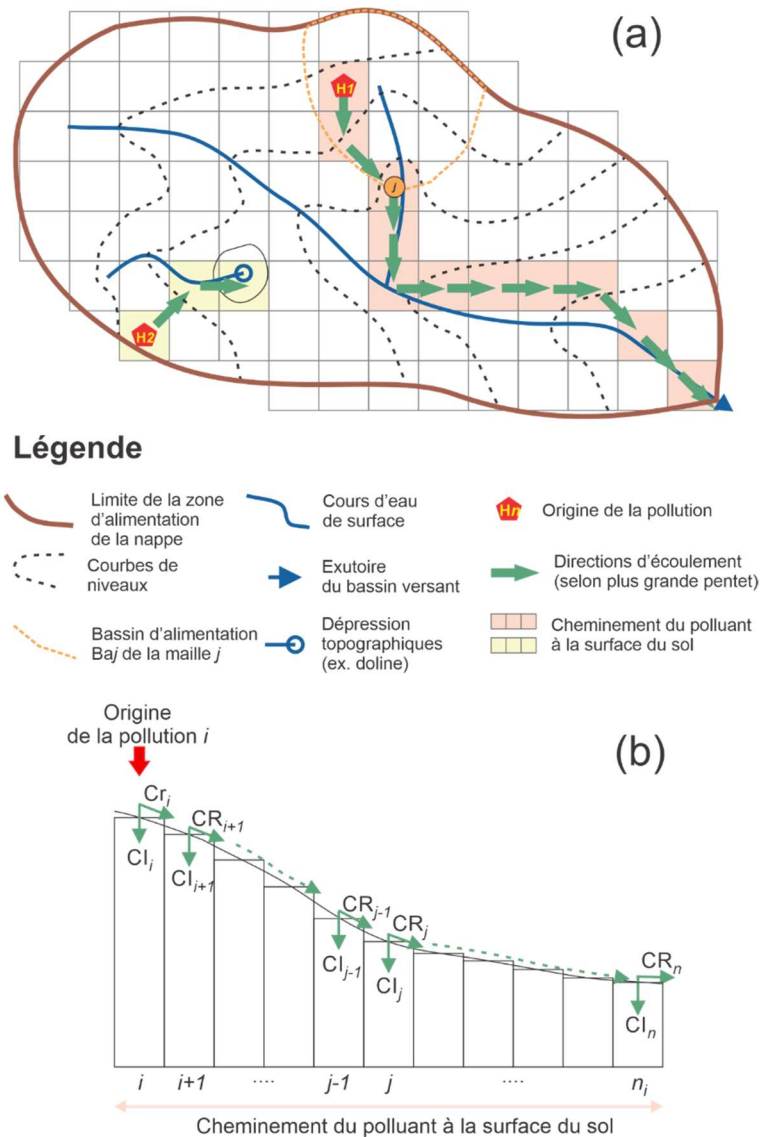 (a)
H1
j
H2
Légende
Limite de la zone
d'alimentation
de la nappe
Cours d'eau
de surface
Hn
Origine de la pollution
Courbes de
niveaux
Exutoire
du bassin versant
Directions d'écoulement
(selon plus grande pentet)
Bassin d'alimentation
Baj de la maille j
Dépression
topographiques
(ex. doline)
Cheminement du polluant
à la surface du sol
Origine
de la pollution i
(b)
Cri
CRi+1
CIi
CIi+1
CRj-1
CRj
CIj-1
CIj
CRn
CIn
i i+1 .... j-1 j .... ni
Cheminement du polluant à la surface du sol